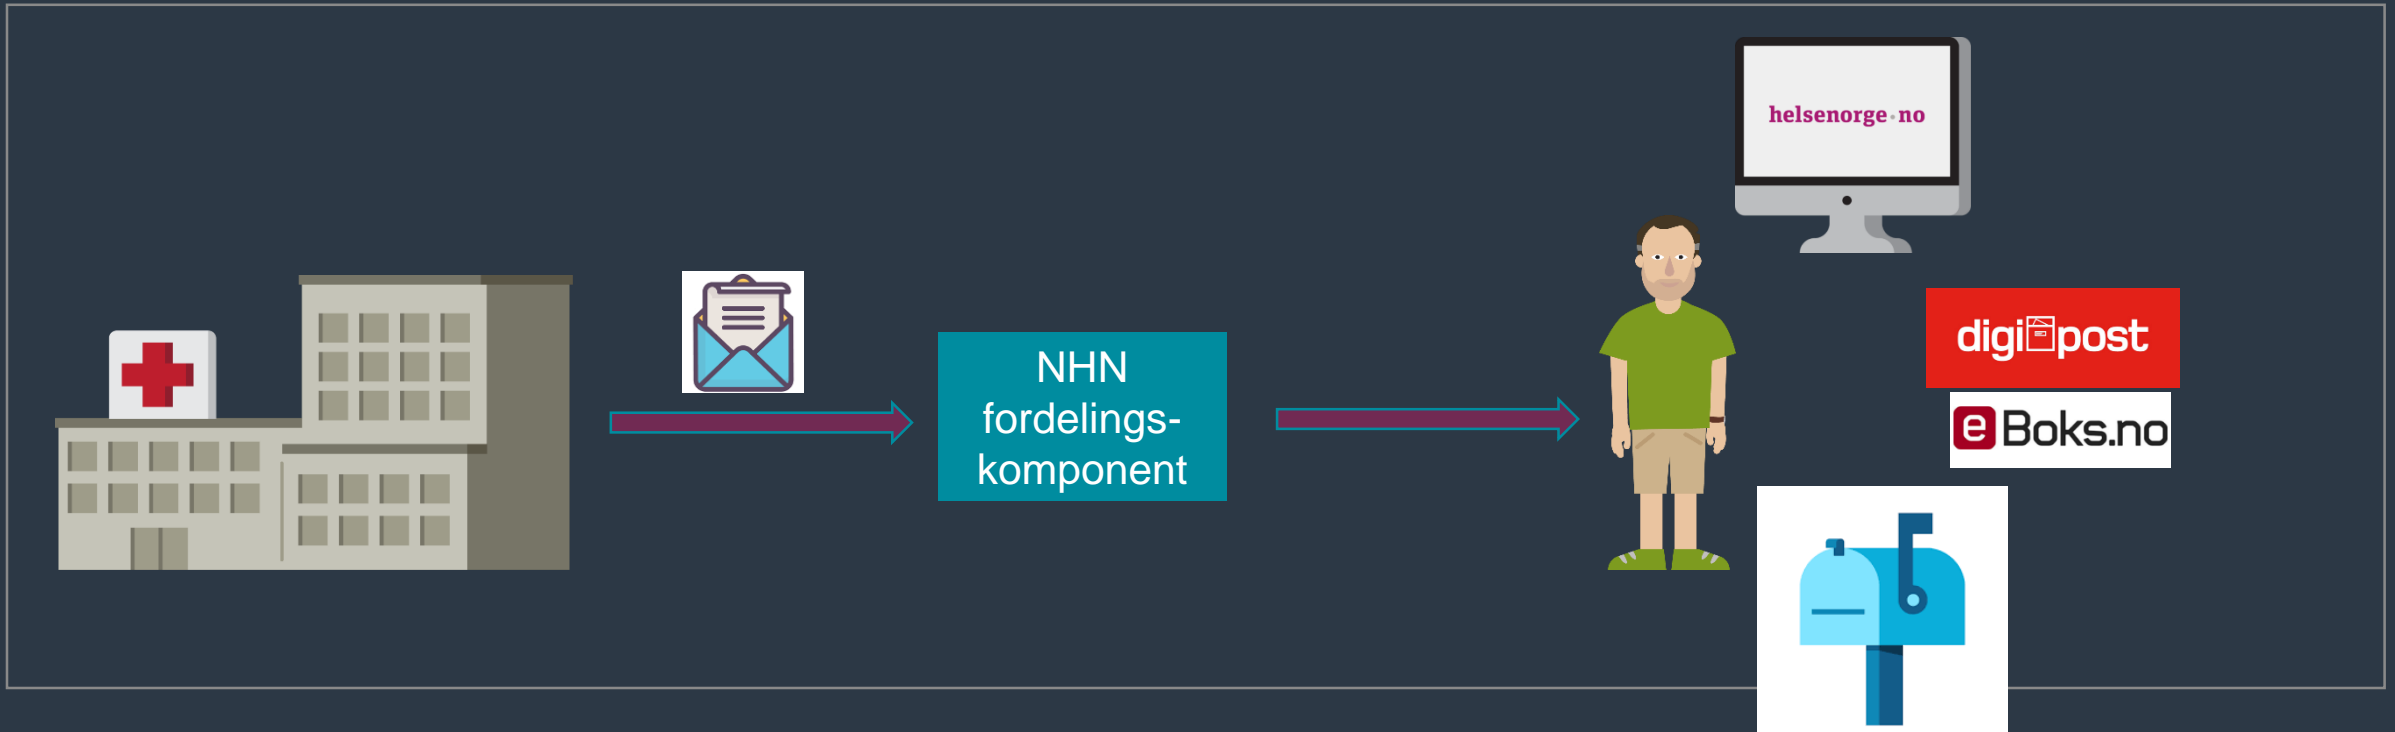 helsenorge.no
NHN
fordelings-
komponent
digipost
eBoks.no